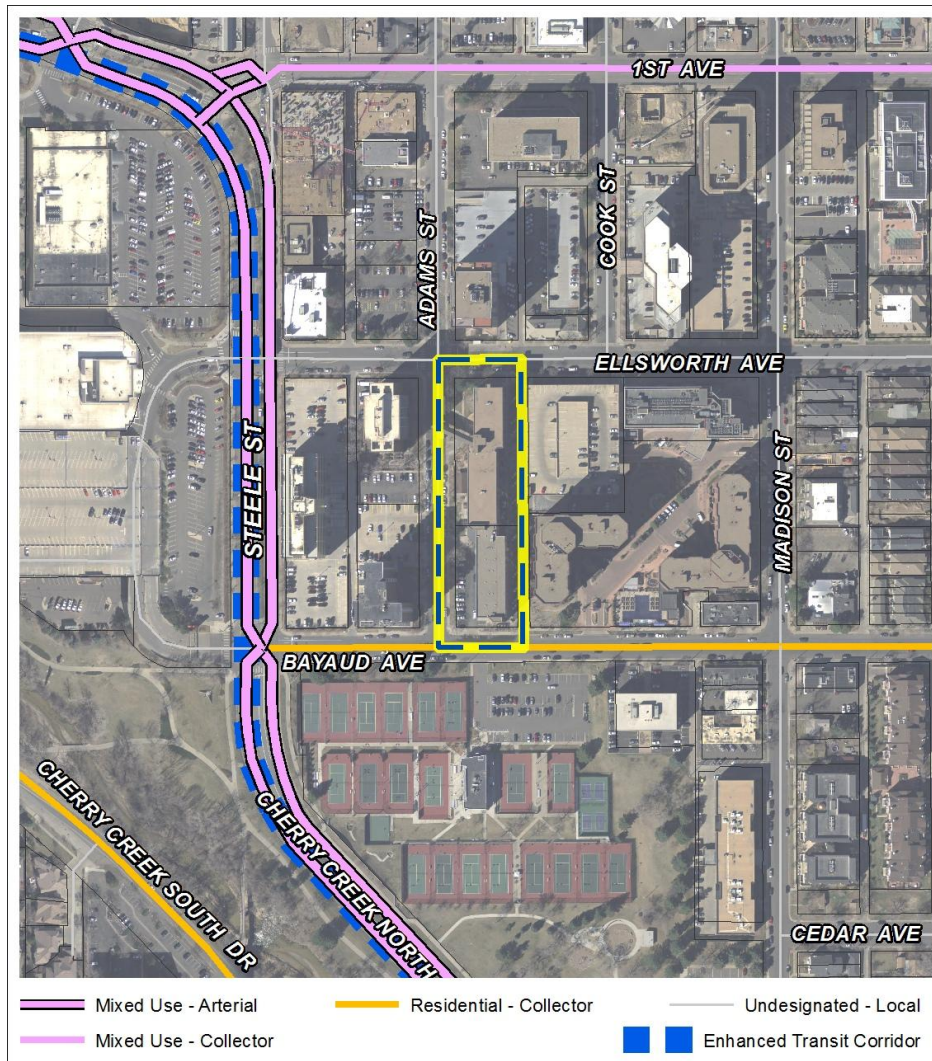 1ST AVE
ADAMS ST
COOK ST
ELLSWORTH AVE
STEELE ST
MADISON ST
BAYAUD AVE
CHERRY CREEK SOUTH DR
CHERRY CREEK NORTH
CEDAR AVE
Mixed Use - Arterial
Residential - Collector
Undesignated - Local
Mixed Use - Collector
Enhanced Transit Corridor